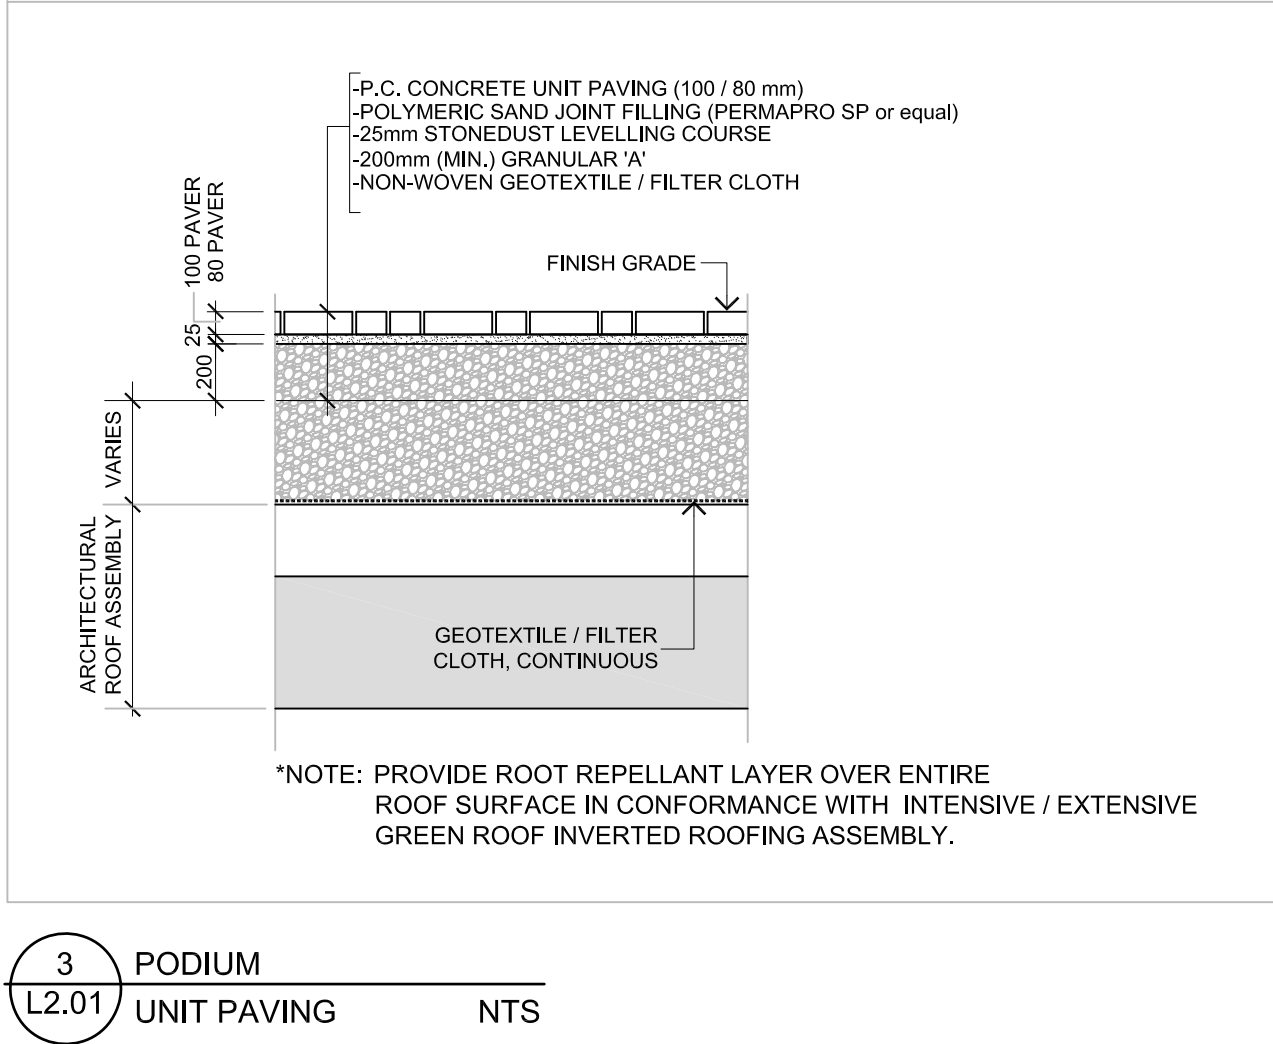 -P.C. CONCRETE UNIT PAVING (100 / 80 mm)
-POLYMERIC SAND JOINT FILLING (PERMAPRO SP or equal)
-25mm STONEDUST LEVELLING COURSE
-200mm (MIN.) GRANULAR 'A'
-NON-WOVEN GEOTEXTILE / FILTER CLOTH
100 PAVER
80 PAVER
FINISH GRADE
25
200
VARIES
ARCHITECTURAL
ROOF ASSEMBLY
GEOTEXTILE / FILTER
CLOTH, CONTINUOUS
*NOTE: PROVIDE ROOT REPELLANT LAYER OVER ENTIRE
ROOF SURFACE IN CONFORMANCE WITH INTENSIVE / EXTENSIVE
GREEN ROOF INVERTED ROOFING ASSEMBLY.
3
L2.01
PODIUM
UNIT PAVING NTS